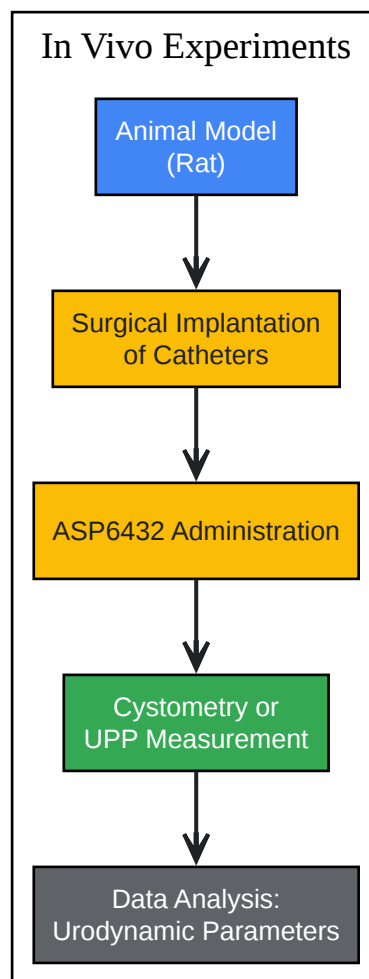 In Vivo Experiments
Animal Model
(Rat)
Surgical Implantation
of Catheters
ASP6432 Administration
Cystometry or
UPP Measurement
Data Analysis:
Urodynamic Parameters